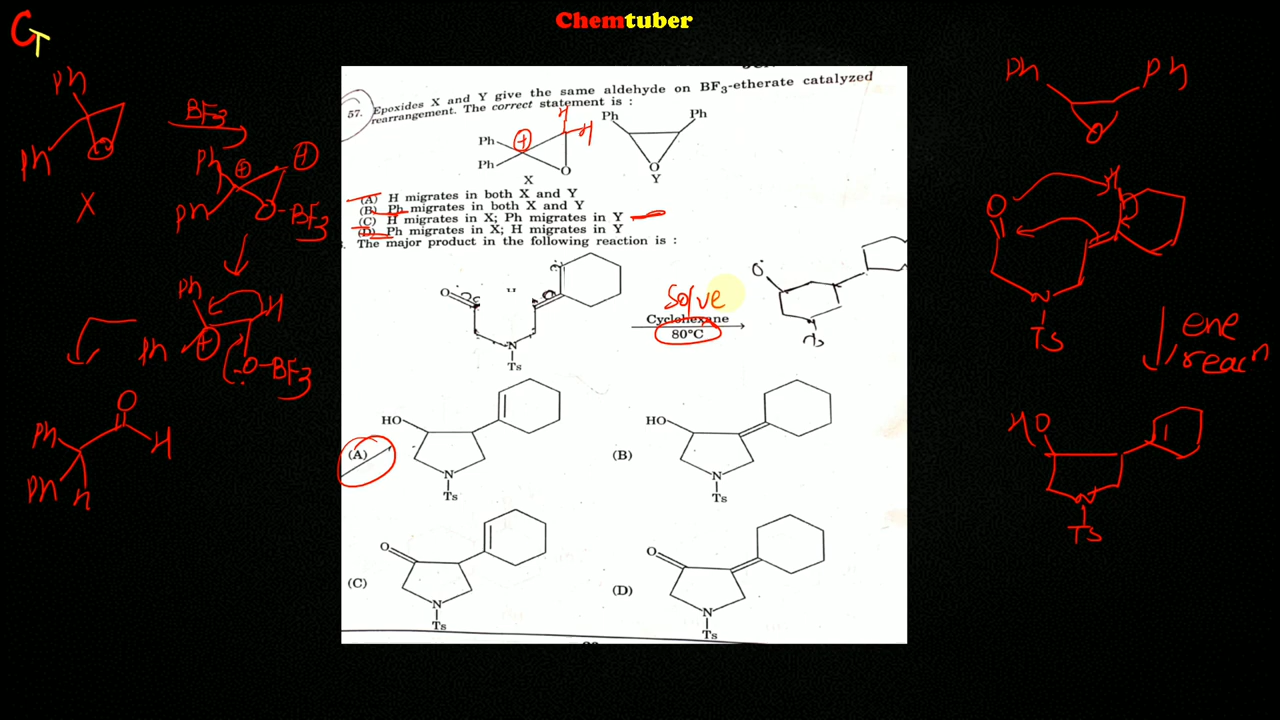 Chemtuber
CT
57. Epoxides X and Y give the same aldehyde on BF3-etherate catalyzed
rearrangement. The correct statement is :
Ph
Ph
O
X
H
H
+
Ph
Ph
O
Y
(A) H migrates in both X and Y
(B) Ph migrates in both X and Y
(C) H migrates in X; Ph migrates in Y
(D) Ph migrates in X; H migrates in Y
The major product in the following reaction is :
O
H
N
Ts
Solve
Cyclohexane
80°C
O
HO
N
Ts
(A)
HO
N
Ts
(B)
O
N
Ts
(C)
O
N
Ts
(D)
Ph
Ph
O
X
BF3
Ph
+
+
Ph
O-BF3
Ph
H
Ph
+
:O-BF3
O
Ph
H
Ph
Ph
Ph
O
O
H
N
Ts
ene
reacn
HO
N
Ts